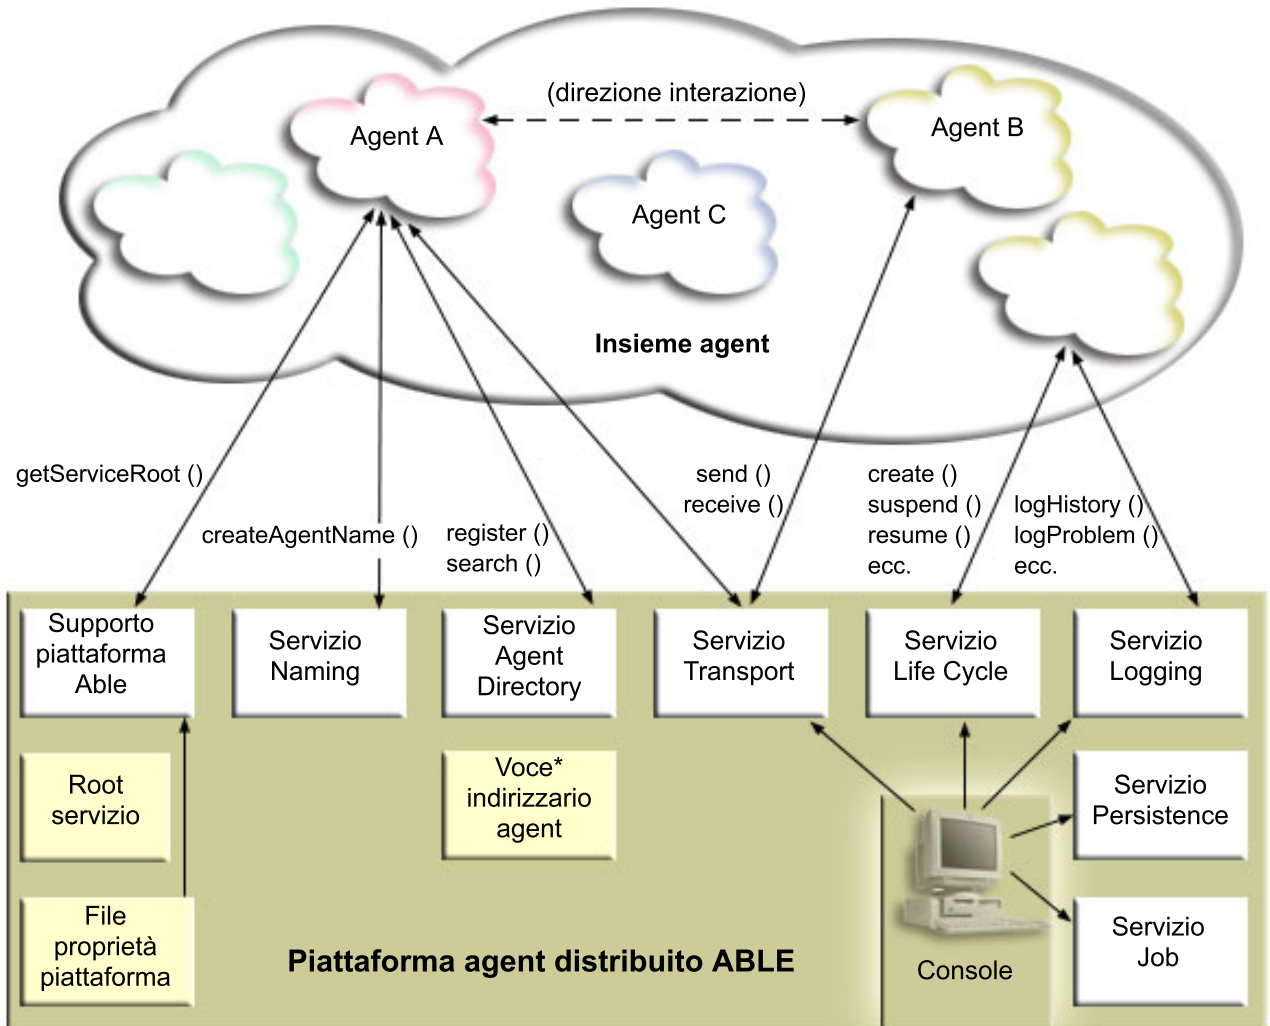 (direzione interazione)
Agent A
Agent B
Agent C
Insieme agent
getServiceRoot ()
createAgentName ()
register ()
search ()
send ()
receive ()
create ()
suspend ()
resume ()
ecc.
logHistory ()
logProblem ()
ecc.
Supporto
piattaforma
Able
Servizio
Naming
Servizio
Agent
Directory
Servizio
Transport
Servizio
Life Cycle
Servizio
Logging
Root
servizio
Voce*
indirizzario
agent
Servizio
Persistence
File
proprietà
piattaforma
Piattaforma agent distribuito ABLE
Console
Servizio
Job